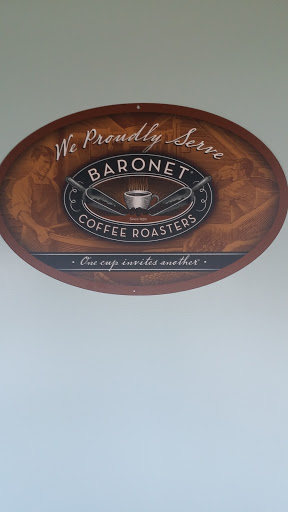 We Proudly Serve
BARONET®
COFFEE ROASTERS
• One cup invites another® •